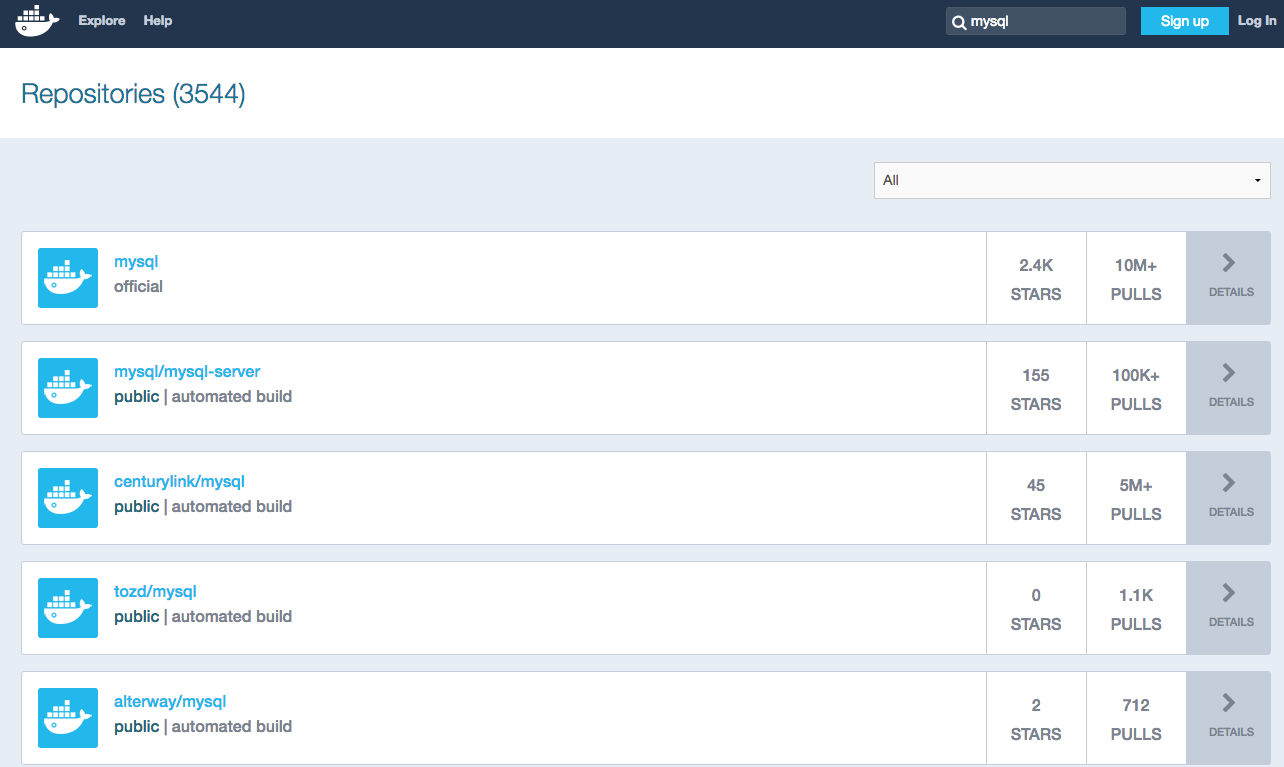 Explore Help mysql Sign up Log In
Repositories (3544)
All
mysql
official
2.4K
STARS
10M+
PULLS
DETAILS
mysql/mysql-server
public | automated build
155
STARS
100K+
PULLS
DETAILS
centurylink/mysql
public | automated build
45
STARS
5M+
PULLS
DETAILS
tozd/mysql
public | automated build
0
STARS
1.1K
PULLS
DETAILS
alterway/mysql
public | automated build
2
STARS
712
PULLS
DETAILS